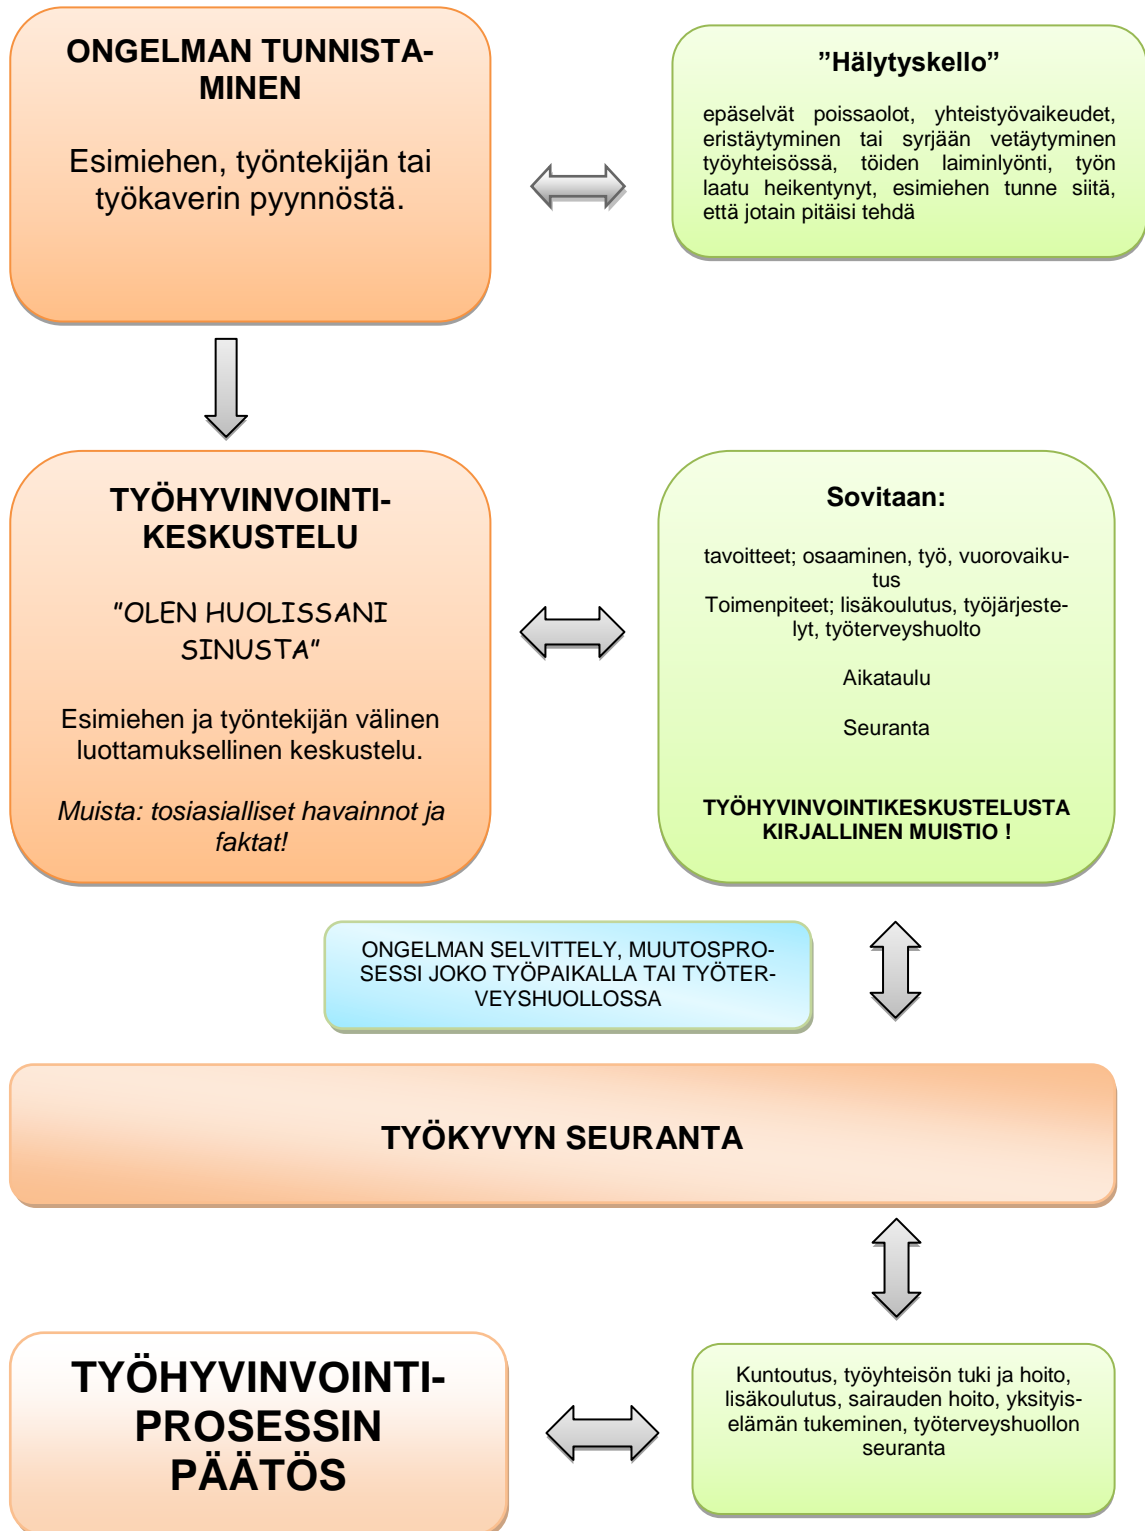 ONGELMAN TUNNISTA-
MINEN
Esimiehen, työntekijän tai
työkaverin pyynnöstä.
”Hälytyskello”
epäselvät poissaolot, yhteistyövaikeudet,
eristäytyminen tai syrjään vetäytyminen
työyhteisössä, töiden laiminlyönti, työn
laatu heikentynyt, esimiehen tunne siitä,
että jotain pitäisi tehdä
TYÖHYVINVOINTI-
KESKUSTELU
”OLEN HUOLISSANI
SINUSTA”
Esimiehen ja työntekijän välinen
luottamuksellinen keskustelu.
Muista: tosiasialliset havainnot ja
faktat!
Sovitaan:
tavoitteet; osaaminen, työ, vuorovaiku-
tus
Toimenpiteet; lisäkoulutus, työjärjeste-
lyt, työterveyshuolto
Aikataulu
Seuranta
TYÖHYVINVOINTIKESKUSTELUSTA
KIRJALLINEN MUISTIO !
ONGELMAN SELVITTELY, MUUTOSPRO-
SESSI JOKO TYÖPAIKALLA TAI TYÖTER-
VEYSHUOLLOSSA
TYÖKYVYN SEURANTA
TYÖHYVINVOINTI-
PROSESSIN
PÄÄTÖS
Kuntoutus, työyhteisön tuki ja hoito,
lisäkoulutus, sairauden hoito, yksityis-
elämän tukeminen, työterveyshuollon
seuranta